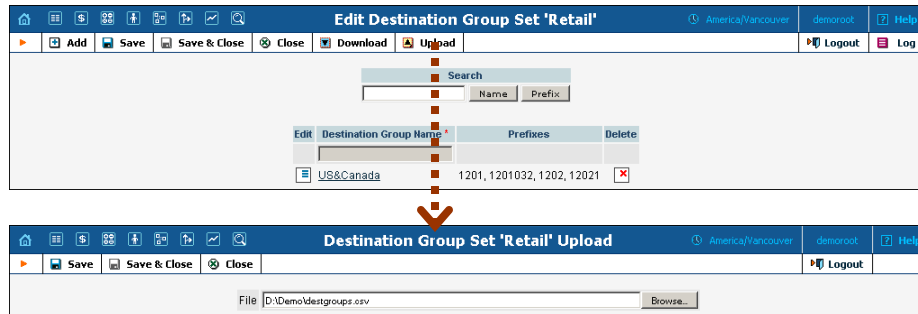 Edit Destination Group Set 'Retail' America/Vancouver demoroot Help
Add Save Save & Close Close Download Upload Logout Log
Search
Name Prefix
Edit Destination Group Name * Prefixes Delete
US&Canada 1201, 1201032, 1202, 12021
Destination Group Set 'Retail' Upload America/Vancouver demoroot Help
Save Save & Close Close Logout
File D:\Demo\destgroups.csv Browse...